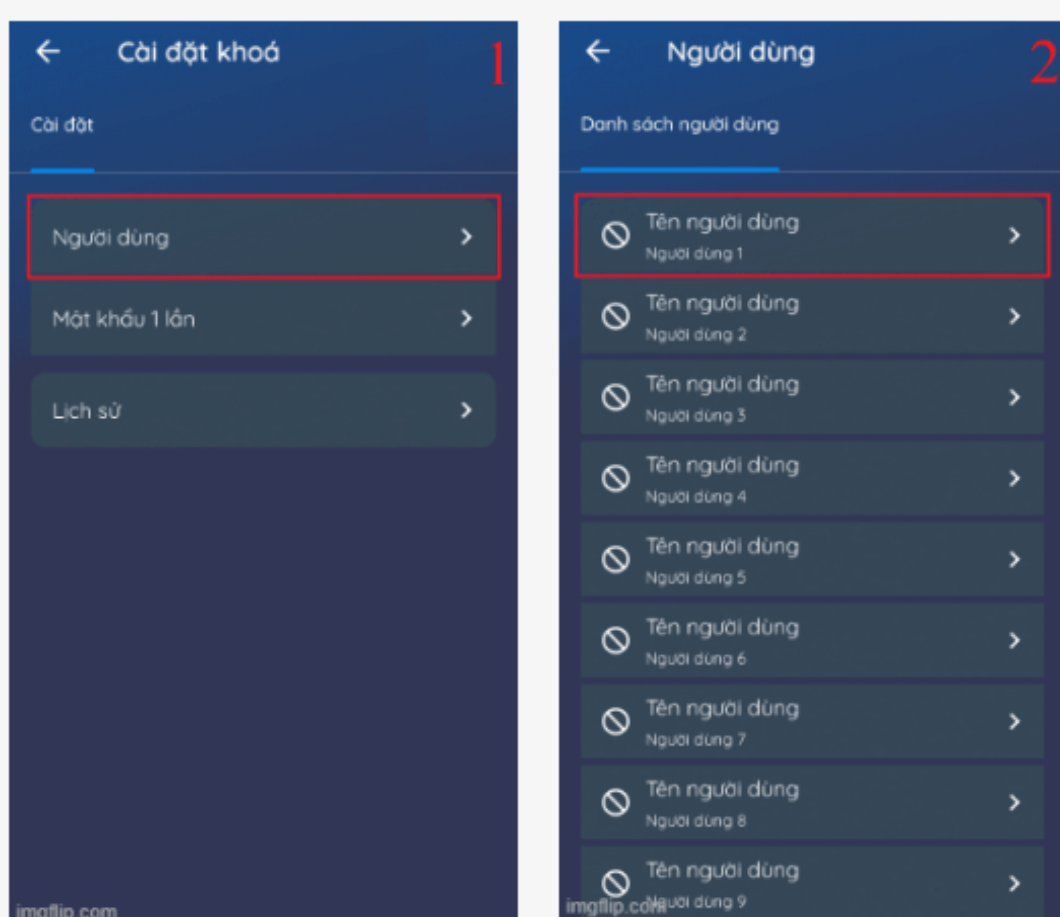 Cài đặt khoá
1
Cài đặt
Người dùng
Mật khẩu 1 lần
Lịch sử
imgflip.com
Người dùng
2
Danh sách người dùng
Tên người dùng
Người dùng 1
Tên người dùng
Người dùng 2
Tên người dùng
Người dùng 3
Tên người dùng
Người dùng 4
Tên người dùng
Người dùng 5
Tên người dùng
Người dùng 6
Tên người dùng
Người dùng 7
Tên người dùng
Người dùng 8
Tên người dùng
Người dùng 9
imgflip.com